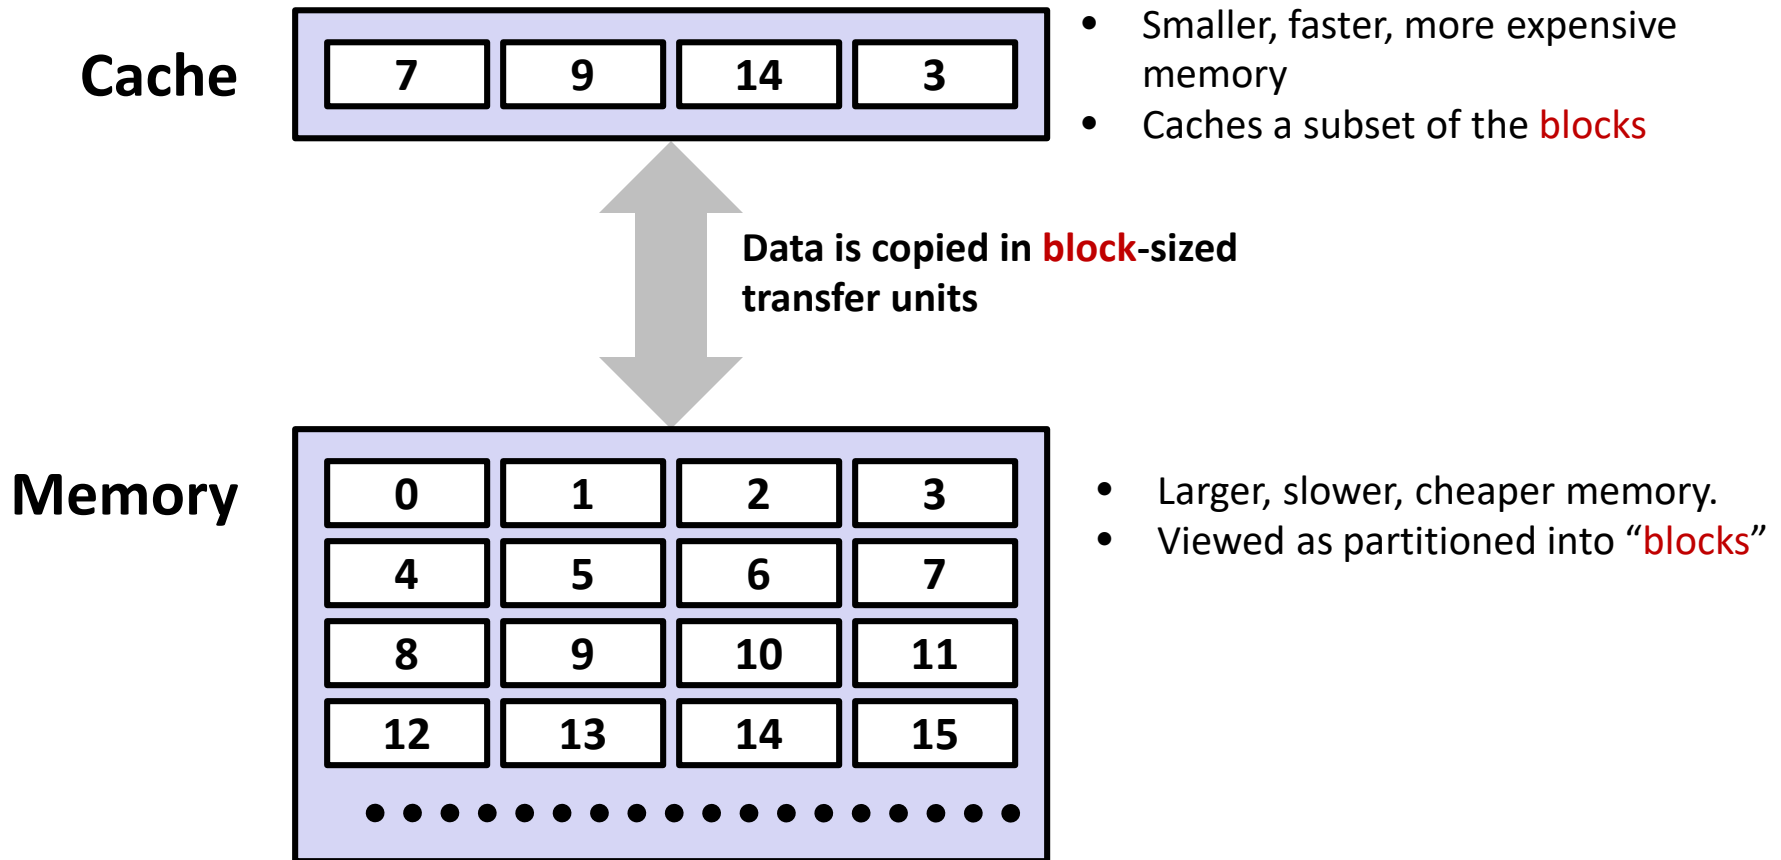 Cache
7 9 14 3
• Smaller, faster, more expensive
memory
• Caches a subset of the blocks
Data is copied in block-sized
transfer units
Memory
0 1 2 3
4 5 6 7
8 9 10 11
12 13 14 15
• Larger, slower, cheaper memory.
• Viewed as partitioned into “blocks”